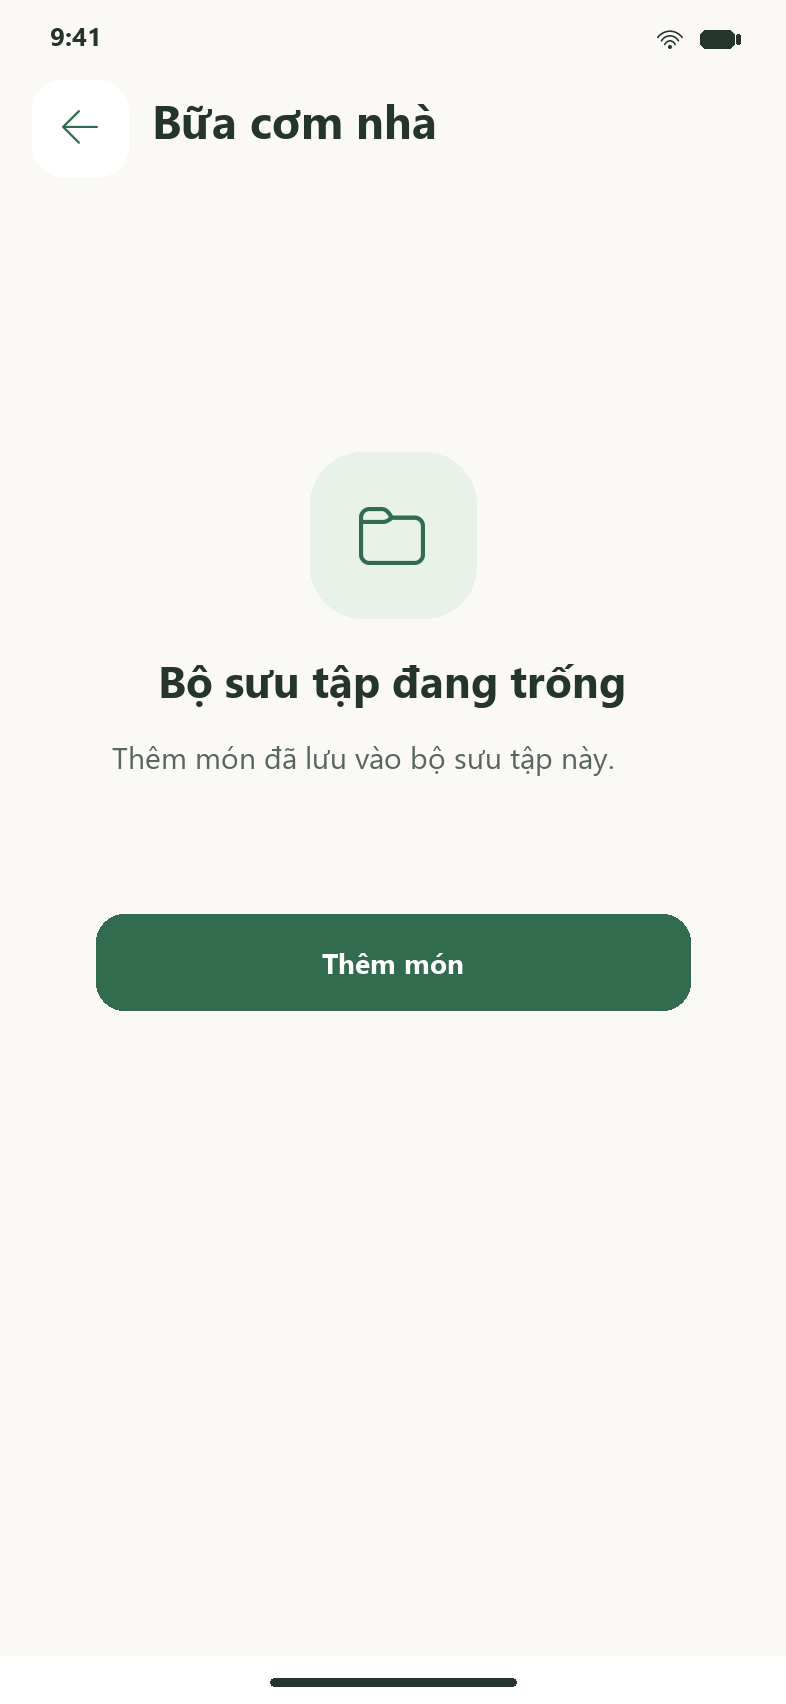 9:41
Bữa cơm nhà
Bộ sưu tập đang trống
Thêm món đã lưu vào bộ sưu tập này.
Thêm món